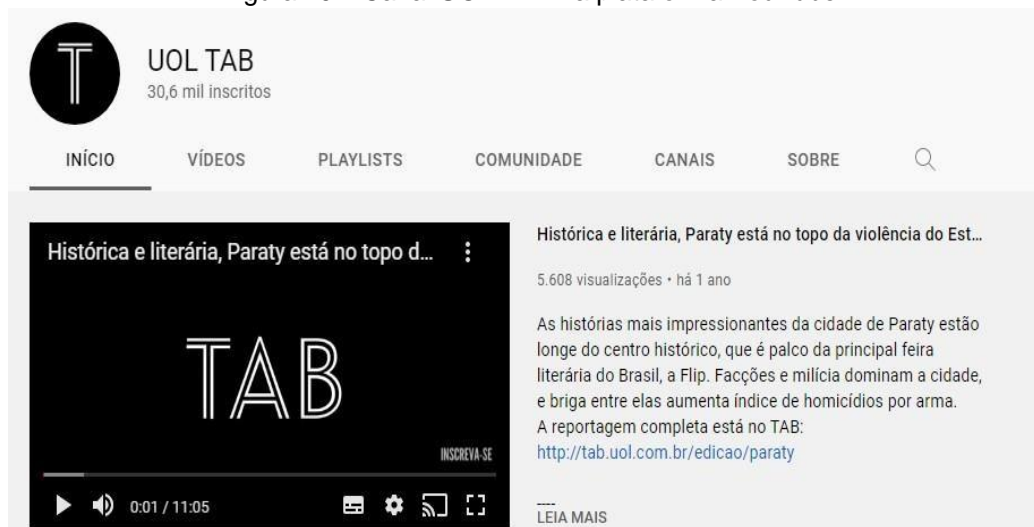 T
UOL TAB
30,6 mil inscritos
INÍCIO VÍDEOS PLAYLISTS COMUNIDADE CANAIS SOBRE
Histórica e literária, Paraty está no topo d...
TAB
INSCREVA-SE
0:01 / 11:05
Histórica e literária, Paraty está no topo da violência do Est...
5.608 visualizações • há 1 ano
As histórias mais impressionantes da cidade de Paraty estão
longe do centro histórico, que é palco da principal feira
literária do Brasil, a Flip. Facções e milícia dominam a cidade,
e briga entre elas aumenta índice de homicídios por arma.
A reportagem completa está no TAB:
http://tab.uol.com.br/edicao/paraty
----
LEIA MAIS